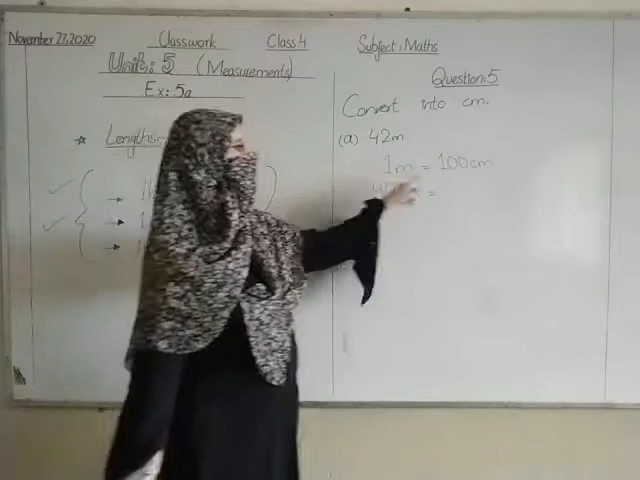 November 27, 2020 Classwork Class 4 Subject: Maths
Unit: 5 (Measurements)
Ex: 5a
Question: 5
Convert into cm.
* Length:-
(a) 42m
1m = 100cm
=